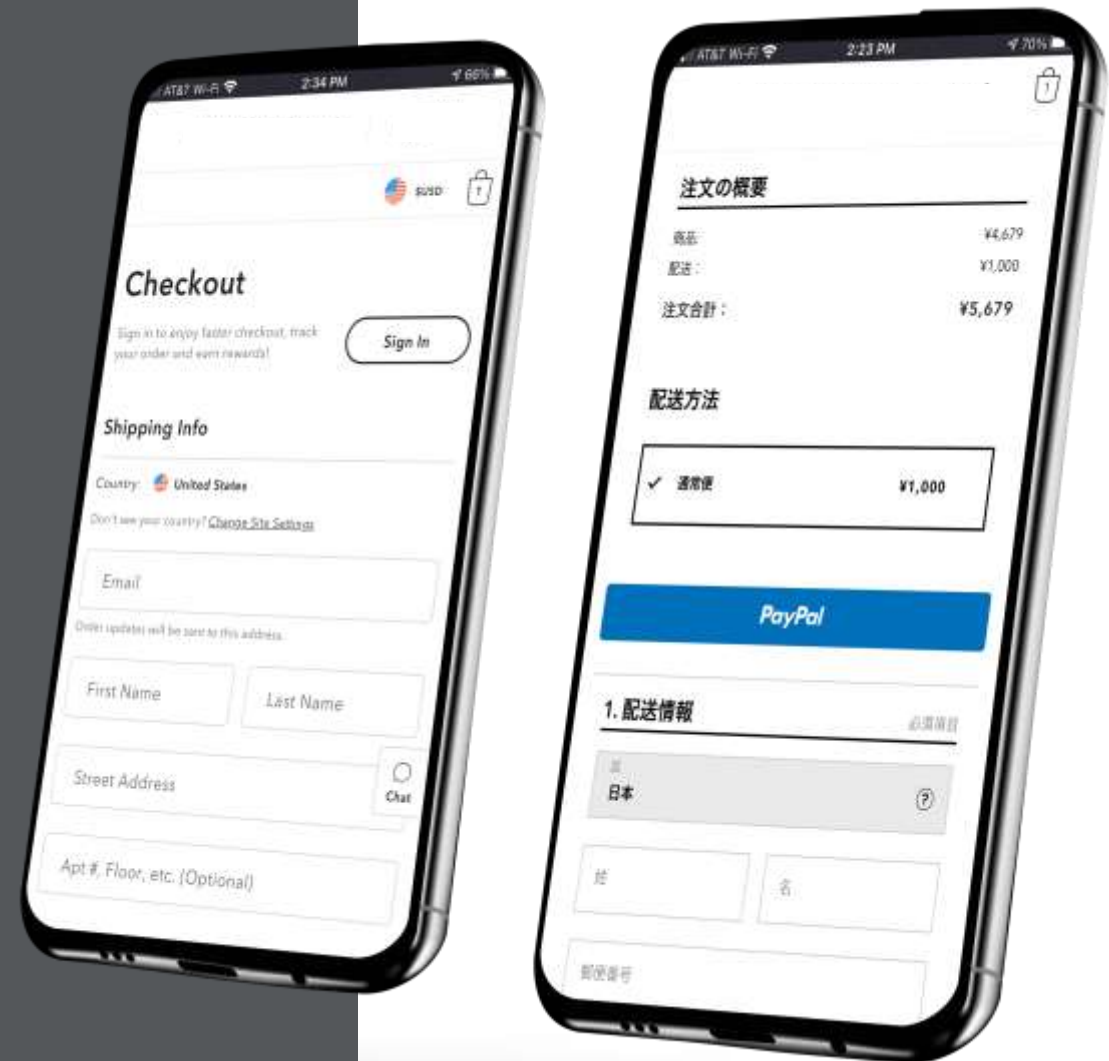 AT&T Wi-Fi
2:34 PM
66%
$USD
1
Checkout
Sign in to enjoy faster checkout, track
your order and earn rewards!
Sign In
Shipping Info
Country: United States
Don't see your country? Change Site Settings
Email
Order updates will be sent to this address.
First Name
Last Name
Street Address
Chat
Apt #, Floor, etc. (Optional)
AT&T Wi-Fi
2:23 PM
70%
1
注文の概要
商品:
¥4,679
配送:
¥1,000
注文合計:
¥5,679
配送方法
通常便
¥1,000
PayPal
1. 配送情報
必須項目
国
日本
?
姓
名
郵便番号